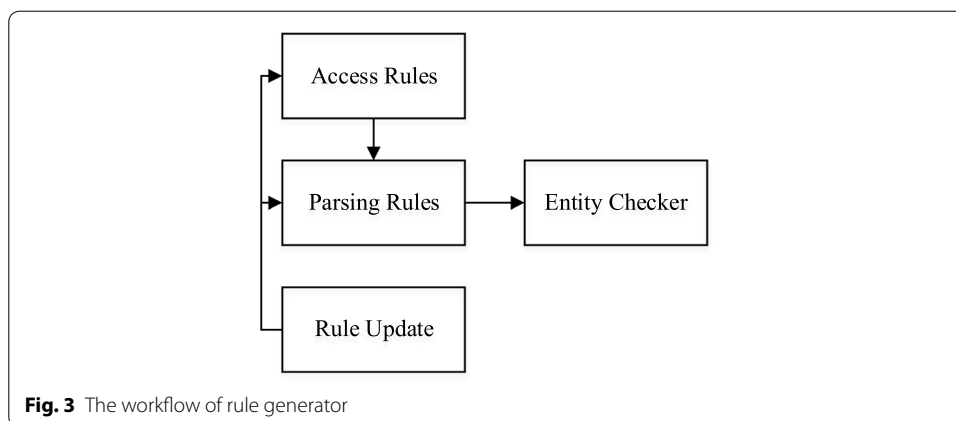 Access Rules
Parsing Rules
Entity Checker
Rule Update
Fig. 3 The workflow of rule generator